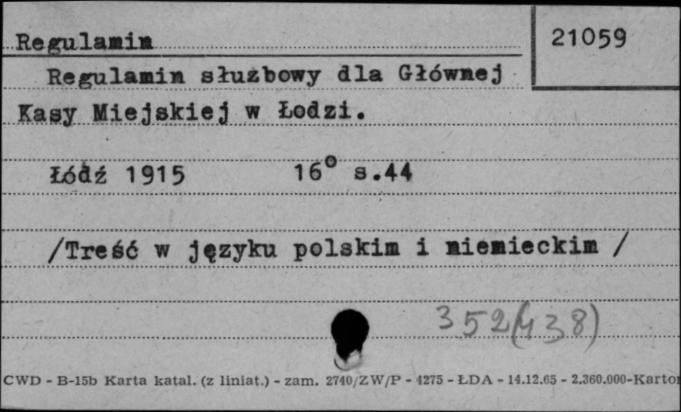 Regulamin
21059
Regulamin służbowy dla Głównej
Kasy Miejskiej w Łodzi.
Łódź 1915 16° s.44
/Treść w języku polskim i niemieckim /
352(438)
CWD - B-15b Karta katal. (z liniat.) - zam. 2740/ZW/P - 4275 - ŁDA - 14.12.65 - 2.360.000-Karto